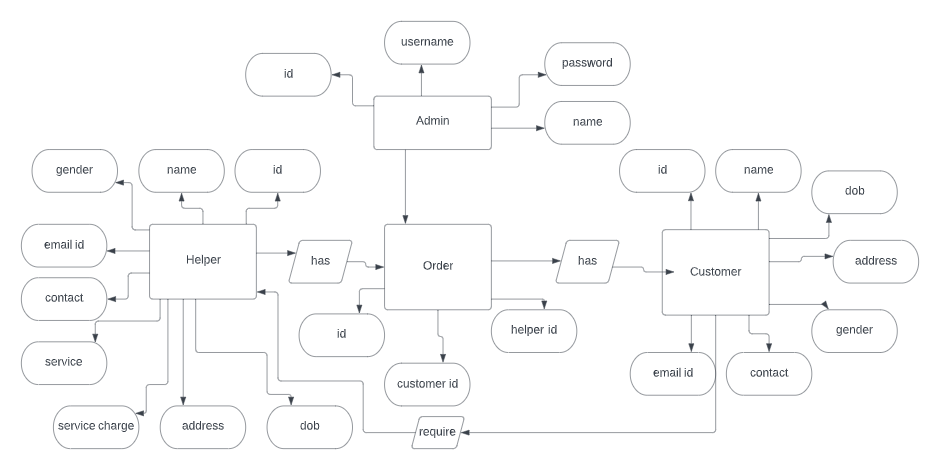 username
id
password
Admin
name
gender
name
id
id
name
dob
email id
Helper
has
Order
has
Customer
address
contact
service
id
helper id
gender
customer id
email id
contact
service charge
address
dob
require